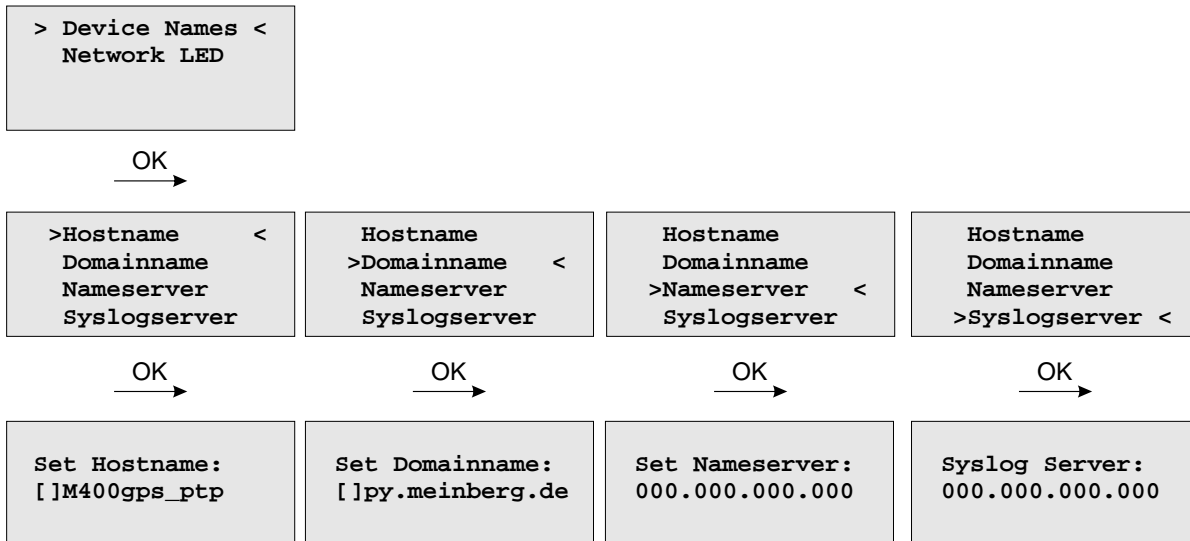 > Device Names <
Network LED
OK
>Hostname <
Domainname
Nameserver
Syslogserver
Hostname
>Domainname <
Nameserver
Syslogserver
Hostname
Domainname
>Nameserver <
Syslogserver
Hostname
Domainname
Nameserver
>Syslogserver <
OK
OK
OK
OK
Set Hostname:
[]M400gps_ptp
Set Domainname:
[]py.meinberg.de
Set Nameserver:
000.000.000.000
Syslog Server:
000.000.000.000